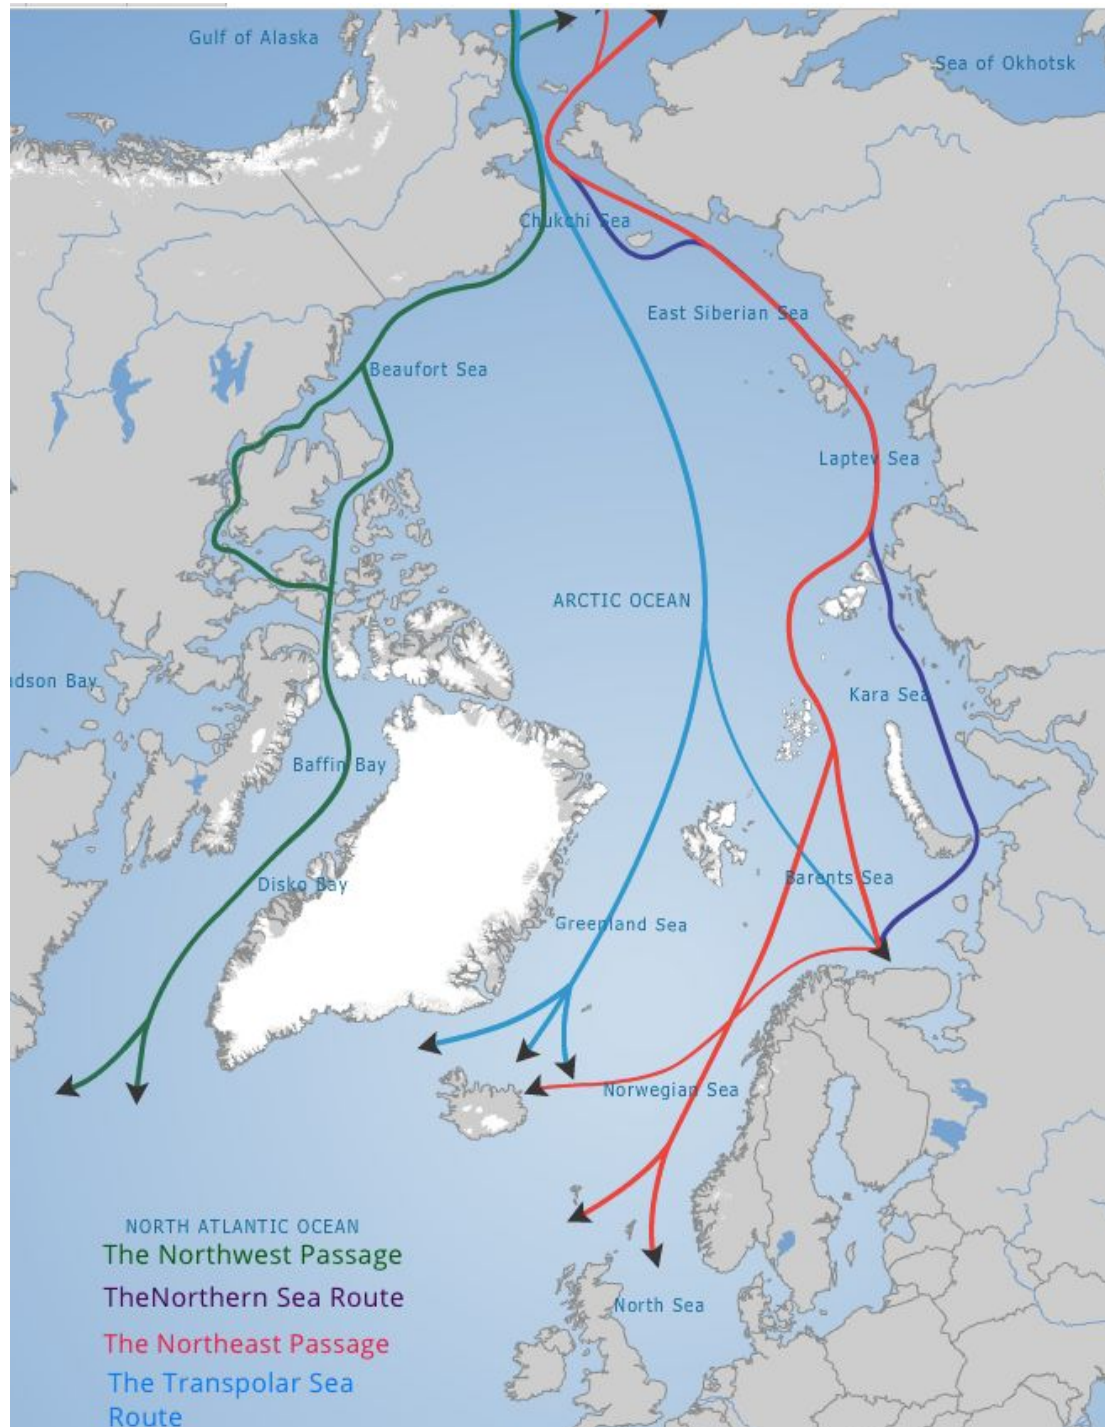 Gulf of Alaska
Sea of Okhotsk
Chukchi Sea
East Siberian Sea
Beaufort Sea
Laptev Sea
ARCTIC OCEAN
dson Bay
Kara Sea
Baffin Bay
Disko Bay
Barents Sea
Greenland Sea
Norwegian Sea
NORTH ATLANTIC OCEAN
The Northwest Passage
TheNorthern Sea Route
North Sea
The Northeast Passage
The Transpolar Sea
Route